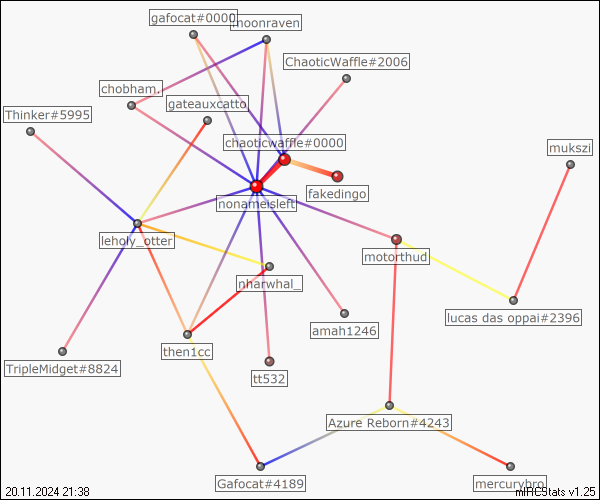 gafocat#0000
moonraven
ChaoticWaffle#2006
chobham.
gateauxcatto
Thinker#5995
chaoticwaffle#0000
mukszi
fakedingo
nonameisleft
leholy_otter
motorthud
nharwhal_
lucas das oppai#2396
amah1246
then1cc
TripleMidget#8824
tt532
Azure Reborn#4243
Gafocat#4189
mercurybro
20.11.2024 21:38
mIRCStats v1.25